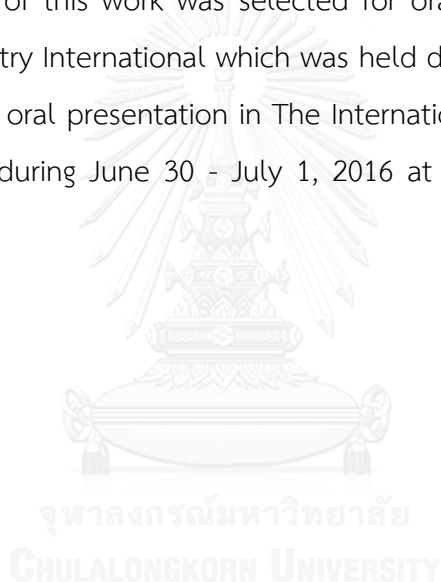 of this work was selected for ora
try International which was held d
oral presentation in The Internatio
during June 30 - July 1, 2016 at
จุฬาลงกรณ์มหาวิทยาลัย
CHULALONGKORN UNIVERSITY